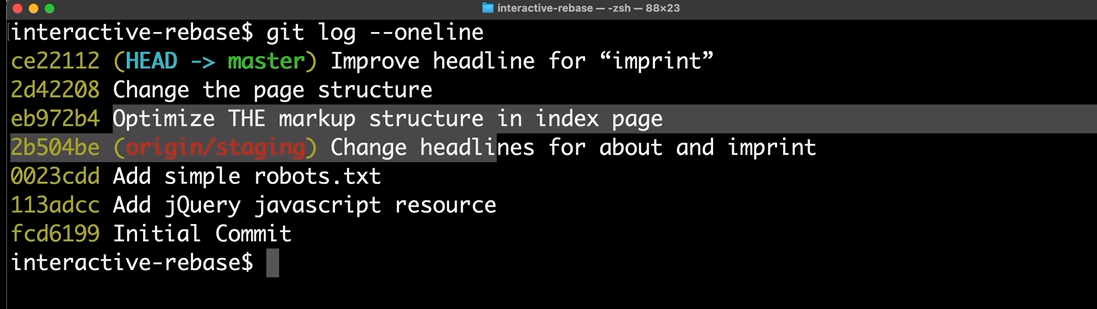 interactive-rebase — -zsh — 88×23
interactive-rebase$ git log --oneline
ce22112 (HEAD -> master) Improve headline for “imprint”
2d42208 Change the page structure
eb972b4 Optimize THE markup structure in index page
2b504be (origin/staging) Change headlines for about and imprint
0023cdd Add simple robots.txt
113adcc Add jQuery javascript resource
fcd6199 Initial Commit
interactive-rebase$